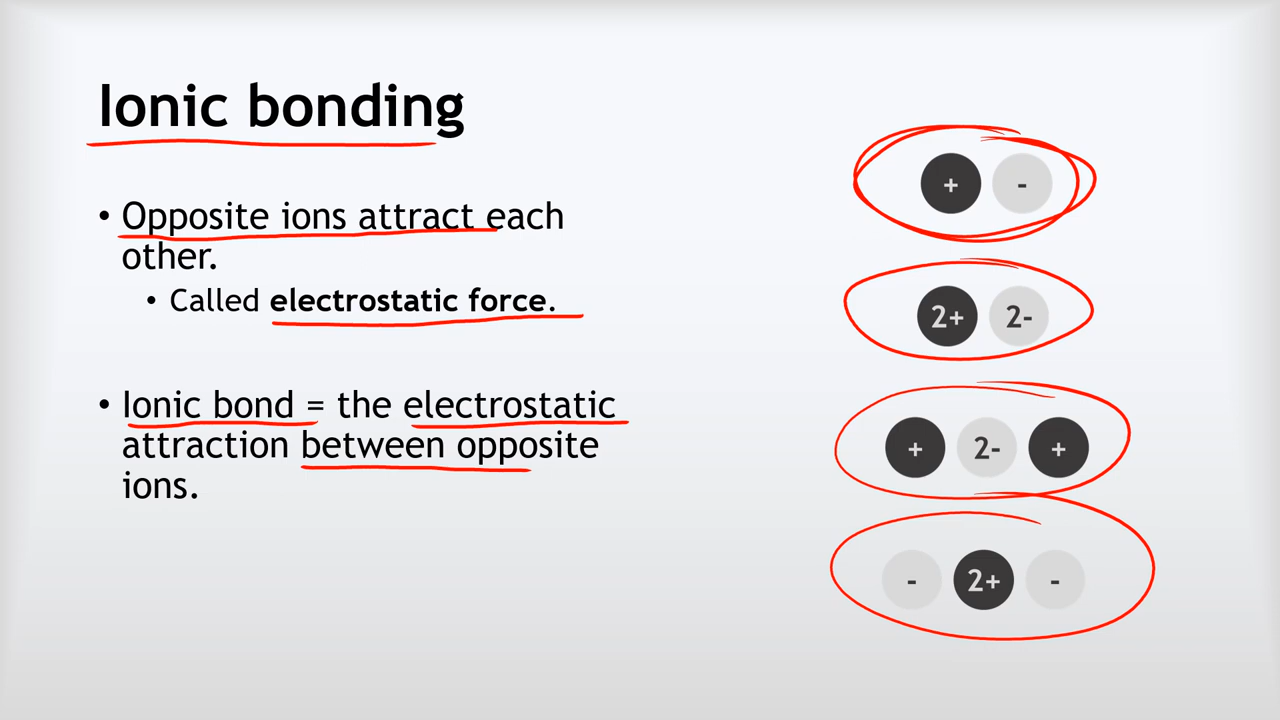 Ionic bonding
• Opposite ions attract each
other.
• Called electrostatic force.
• Ionic bond = the electrostatic
attraction between opposite
ions.
+ -
2+ 2-
+ 2- +
- 2+ -